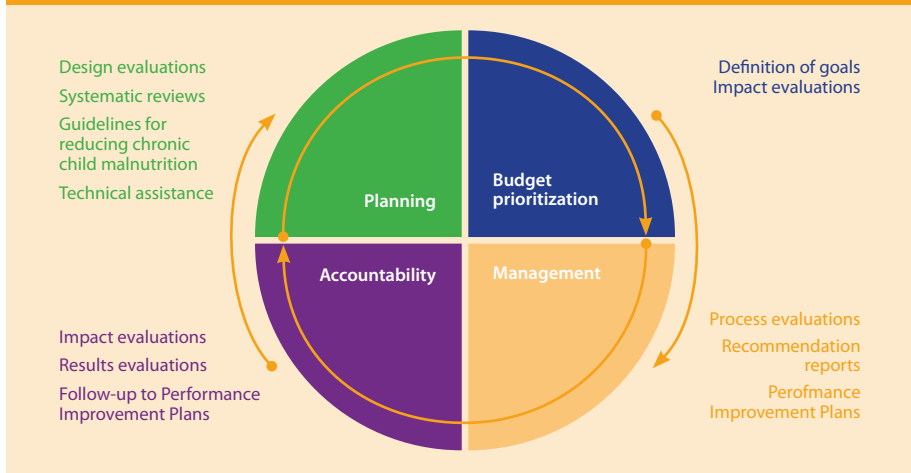 Design evaluations
Systematic reviews
Guidelines for
reducing chronic
child malnutrition
Technical assistance
Definition of goals
Impact evaluations
Planning
Budget
prioritization
Accountability
Management
Impact evaluations
Results evaluations
Follow-up to Performance
Improvement Plans
Process evaluations
Recommendation
reports
Perofmance
Improvement Plans